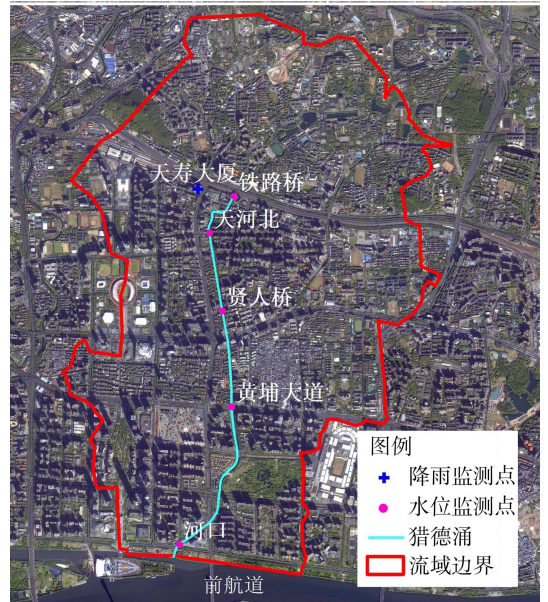 天寿大厦
铁路桥
天河北
贤人桥
黄埔大道
河口
前航道
图例
降雨监测点
水位监测点
猎德涌
流域边界